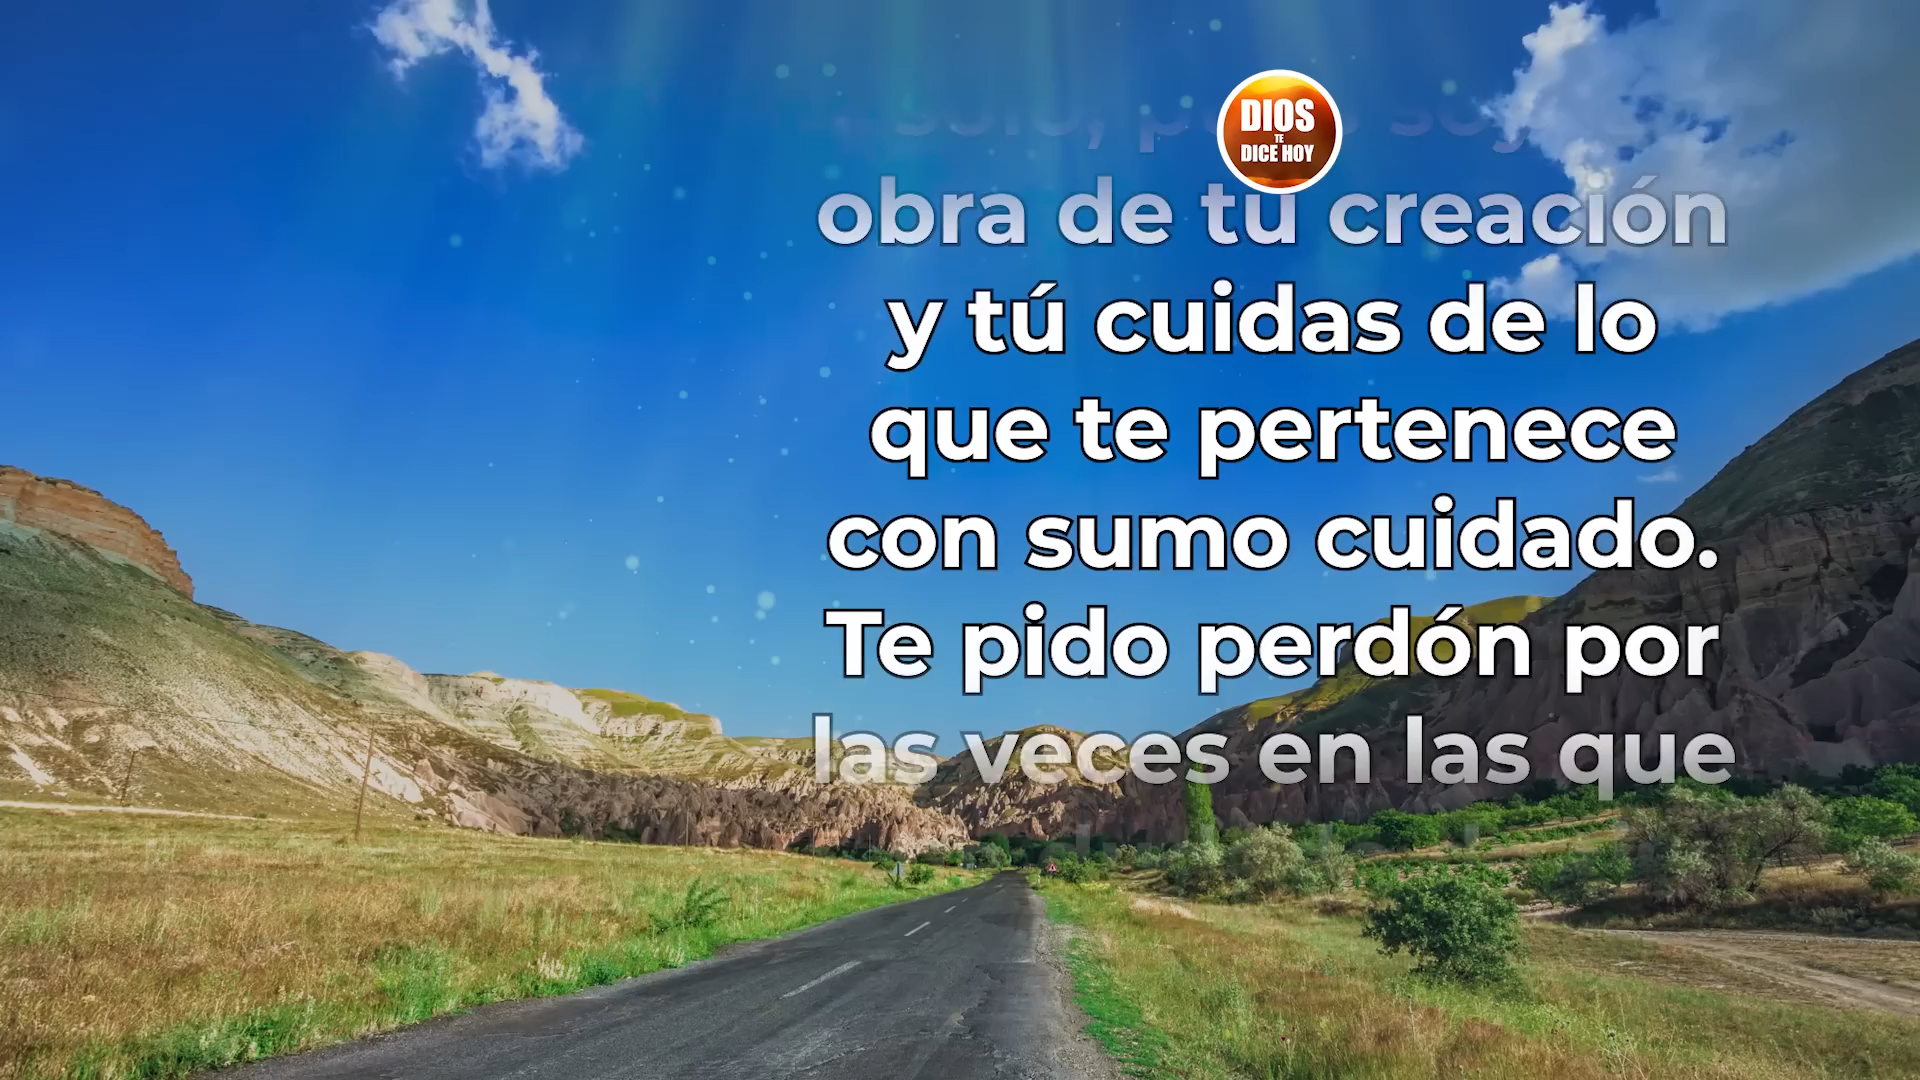 DIOS
TE
DICE HOY
obra de tu creación
y tú cuidas de lo
que te pertenece
con sumo cuidado.
Te pido perdón por
las veces en las que